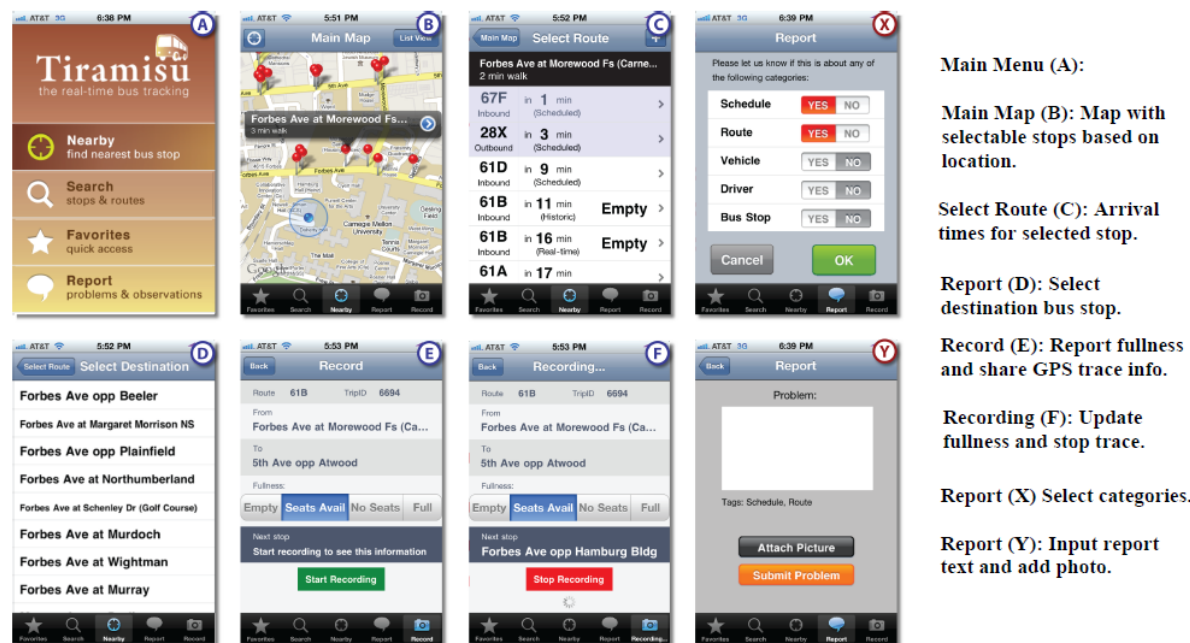 AT&T 3G 6:38 PM
A
Tiramisu
the real-time bus tracking
Nearby
find nearest bus stop
Search
stops & routes
Favorites
quick access
Report
problems & observations
AT&T 5:51 PM
B
Main Map
List View
Forbes Ave at Morewood Fs...
3 min walk
5th Ave
Forbes Ave
Carnegie Mellon University
Tennis Courts
The Mall
Gesling Field
Google
Favorites Search Nearby Report Record
AT&T 5:52 PM
C
Main Map
Select Route
Forbes Ave at Morewood Fs (Carne...
2 min walk
67F in 1 min
Inbound (Scheduled)
28X in 3 min
Outbound (Scheduled)
61D in 9 min
Inbound (Scheduled)
61B in 11 min Empty
Inbound (Historic)
61B in 16 min Empty
Inbound (Real-time)
61A in 17 min
Favorites Search Nearby Report Record
AT&T 3G 6:39 PM
X
Report
Please let us know if this is about any of
the following categories:
Schedule YES NO
Route YES NO
Vehicle YES NO
Driver YES NO
Bus Stop YES NO
Cancel OK
Favorites Search Nearby Report Record
Main Menu (A):
Main Map (B): Map with
selectable stops based on
location.
Select Route (C): Arrival
times for selected stop.
Report (D): Select
destination bus stop.
Record (E): Report fullness
and share GPS trace info.
Recording (F): Update
fullness and stop trace.
Report (X) Select categories.
Report (Y): Input report
text and add photo.
AT&T 5:52 PM
D
Select Route
Select Destination
Forbes Ave opp Beeler
Forbes Ave at Margaret Morrison NS
Forbes Ave opp Plainfield
Forbes Ave at Northumberland
Forbes Ave at Schenley Dr (Golf Course)
Forbes Ave at Murdoch
Forbes Ave at Wightman
Forbes Ave at Murray
Favorites Search Nearby Report Record
AT&T 5:53 PM
E
Back
Record
Route 61B TripID 6694
From
Forbes Ave at Morewood Fs (Ca...
To
5th Ave opp Atwood
Fullness:
Empty Seats Avail No Seats Full
Next stop
Start recording to see this information
Start Recording
Favorites Search Nearby Report Record
AT&T 5:53 PM
F
Back
Recording...
Route 61B TripID 6694
From
Forbes Ave at Morewood Fs (Ca...
To
5th Ave opp Atwood
Fullness:
Empty Seats Avail No Seats Full
Next stop
Forbes Ave opp Hamburg Bldg
Stop Recording
Favorites Search Nearby Report Recording...
AT&T 3G 6:39 PM
Y
Back
Report
Problem:
Tags: Schedule, Route
Attach Picture
Submit Problem
Favorites Search Nearby Report Record